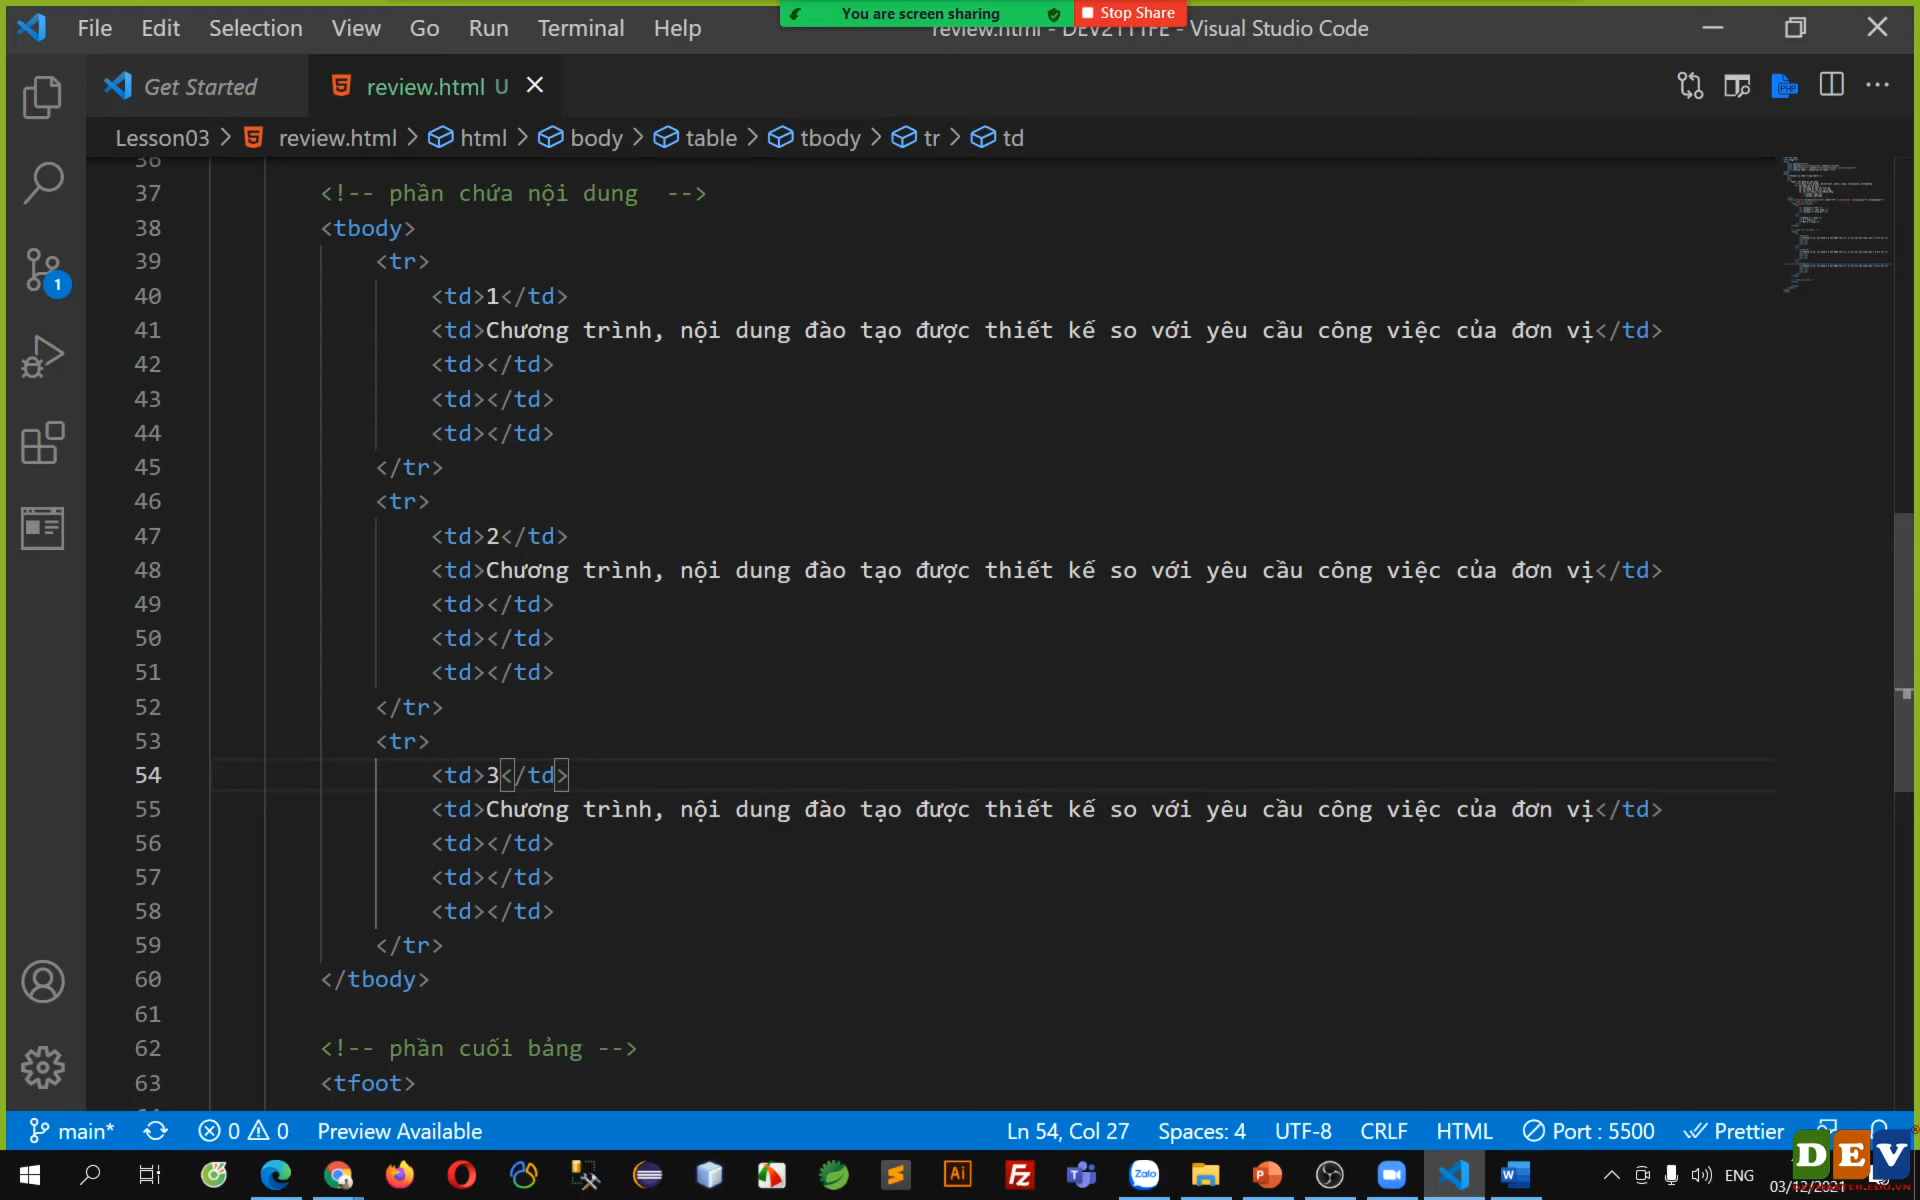 You are screen sharing
Stop Share
File Edit Selection View Go Run Terminal Help
review.html - DEV2111FE - Visual Studio Code
Get Started
review.html U
Lesson03 > review.html > html > body > table > tbody > tr > td
36
37 <!-- phần chứa nội dung  -->
38 <tbody>
39 <tr>
40 <td>1</td>
41 <td>Chương trình, nội dung đào tạo được thiết kế so với yêu cầu công việc của đơn vị</td>
42 <td></td>
43 <td></td>
44 <td></td>
45 </tr>
46 <tr>
47 <td>2</td>
48 <td>Chương trình, nội dung đào tạo được thiết kế so với yêu cầu công việc của đơn vị</td>
49 <td></td>
50 <td></td>
51 <td></td>
52 </tr>
53 <tr>
54 <td>3</td>
55 <td>Chương trình, nội dung đào tạo được thiết kế so với yêu cầu công việc của đơn vị</td>
56 <td></td>
57 <td></td>
58 <td></td>
59 </tr>
60 </tbody>
61
62 <!-- phần cuối bảng -->
63 <tfoot>
1
main* 0 0 Preview Available Ln 54, Col 27 Spaces: 4 UTF-8 CRLF HTML Port : 5500 Prettier
Ai Fz Zalo ENG
03/12/2021
DEV